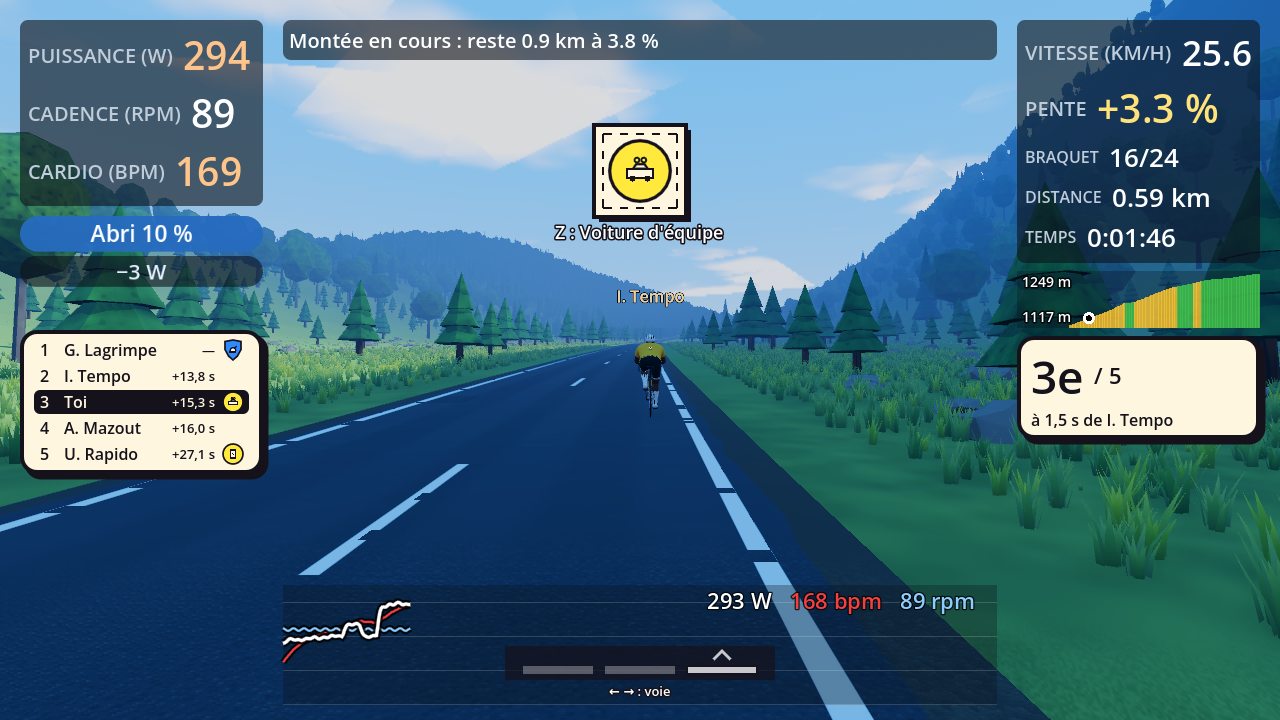 PUISSANCE (W) 294
CADENCE (RPM) 89
CARDIO (BPM) 169
Abri 10 %
−3 W
1 G. Lagrimpe —
2 I. Tempo +13,8 s
3 Toi +15,3 s
4 A. Mazout +16,0 s
5 U. Rapido +27,1 s
Montée en cours : reste 0.9 km à 3.8 %
Z : Voiture d'équipe
I. Tempo
VITESSE (KM/H) 25.6
PENTE +3.3 %
BRAQUET 16/24
DISTANCE 0.59 km
TEMPS 0:01:46
1249 m
1117 m
3e / 5
à 1,5 s de I. Tempo
293 W 168 bpm 89 rpm
← → : voie